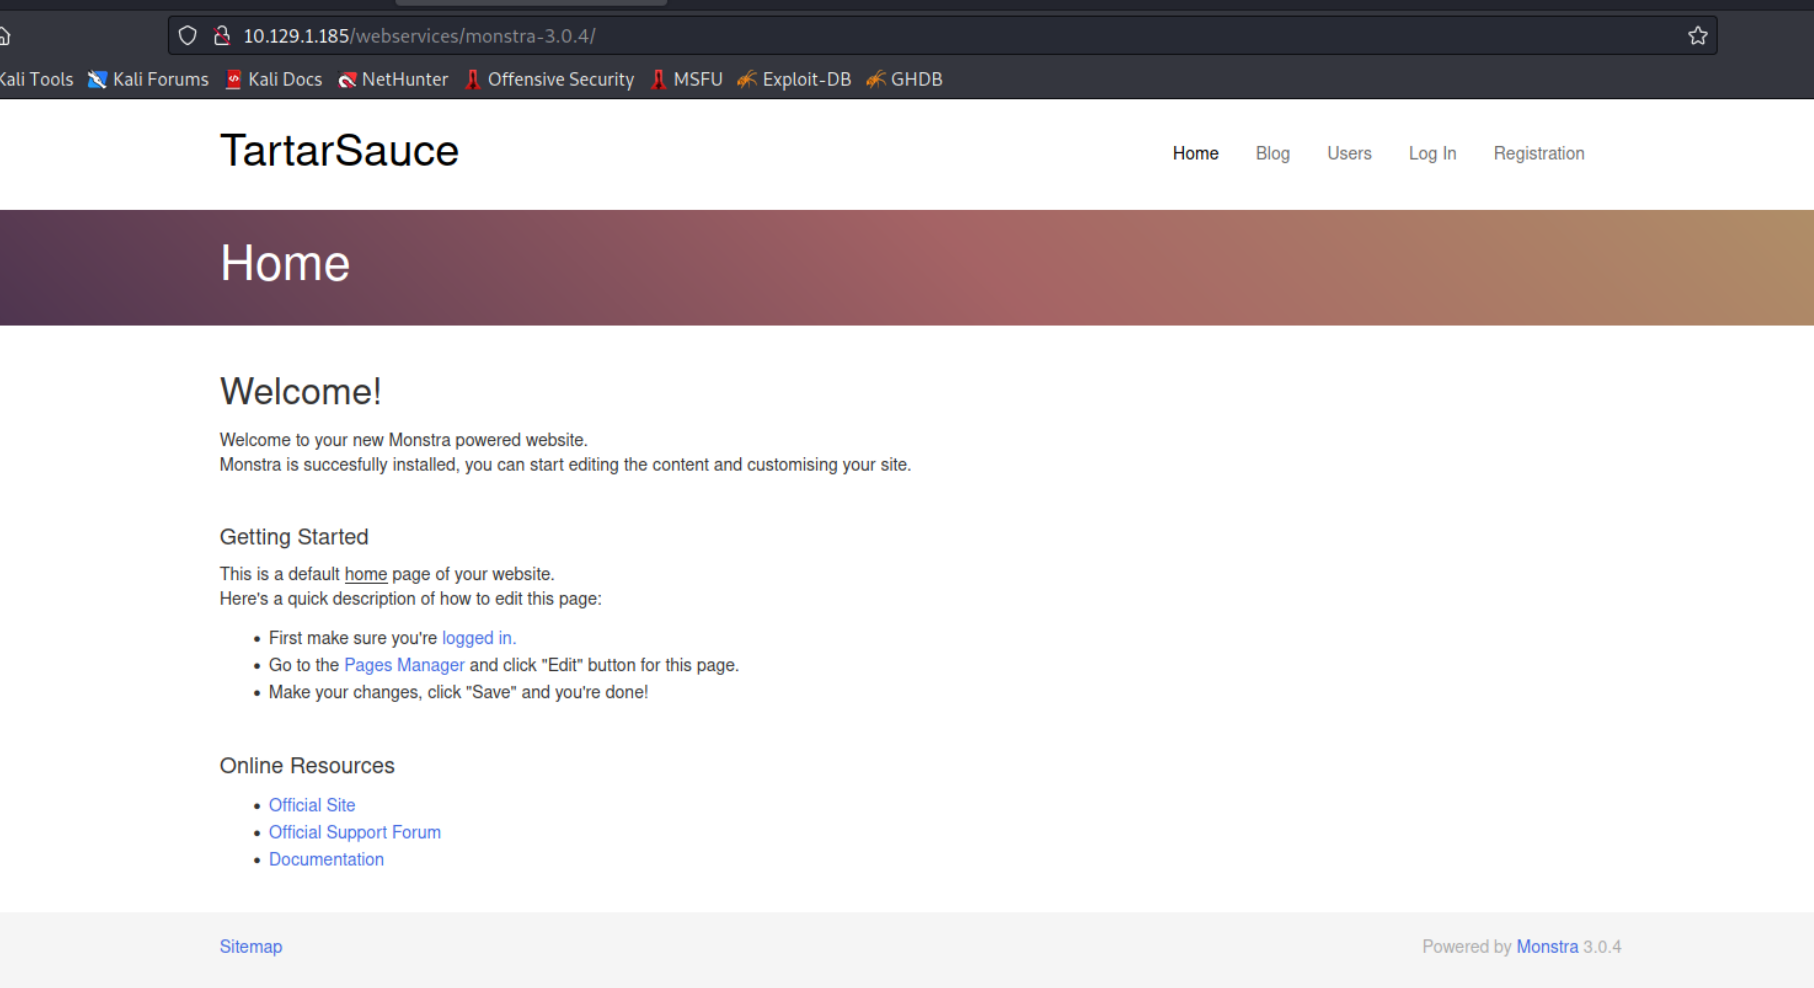 10.129.1.185/webservices/monstra-3.0.4/
Kali Tools Kali Forums Kali Docs NetHunter Offensive Security MSFU Exploit-DB GHDB
TartarSauce
Home Blog Users Log In Registration
Home
Welcome!
Welcome to your new Monstra powered website.
Monstra is succesfully installed, you can start editing the content and customising your site.
Getting Started
This is a default home page of your website.
Here's a quick description of how to edit this page:
• First make sure you're logged in.
• Go to the Pages Manager and click "Edit" button for this page.
• Make your changes, click "Save" and you're done!
Online Resources
• Official Site
• Official Support Forum
• Documentation
Sitemap Powered by Monstra 3.0.4